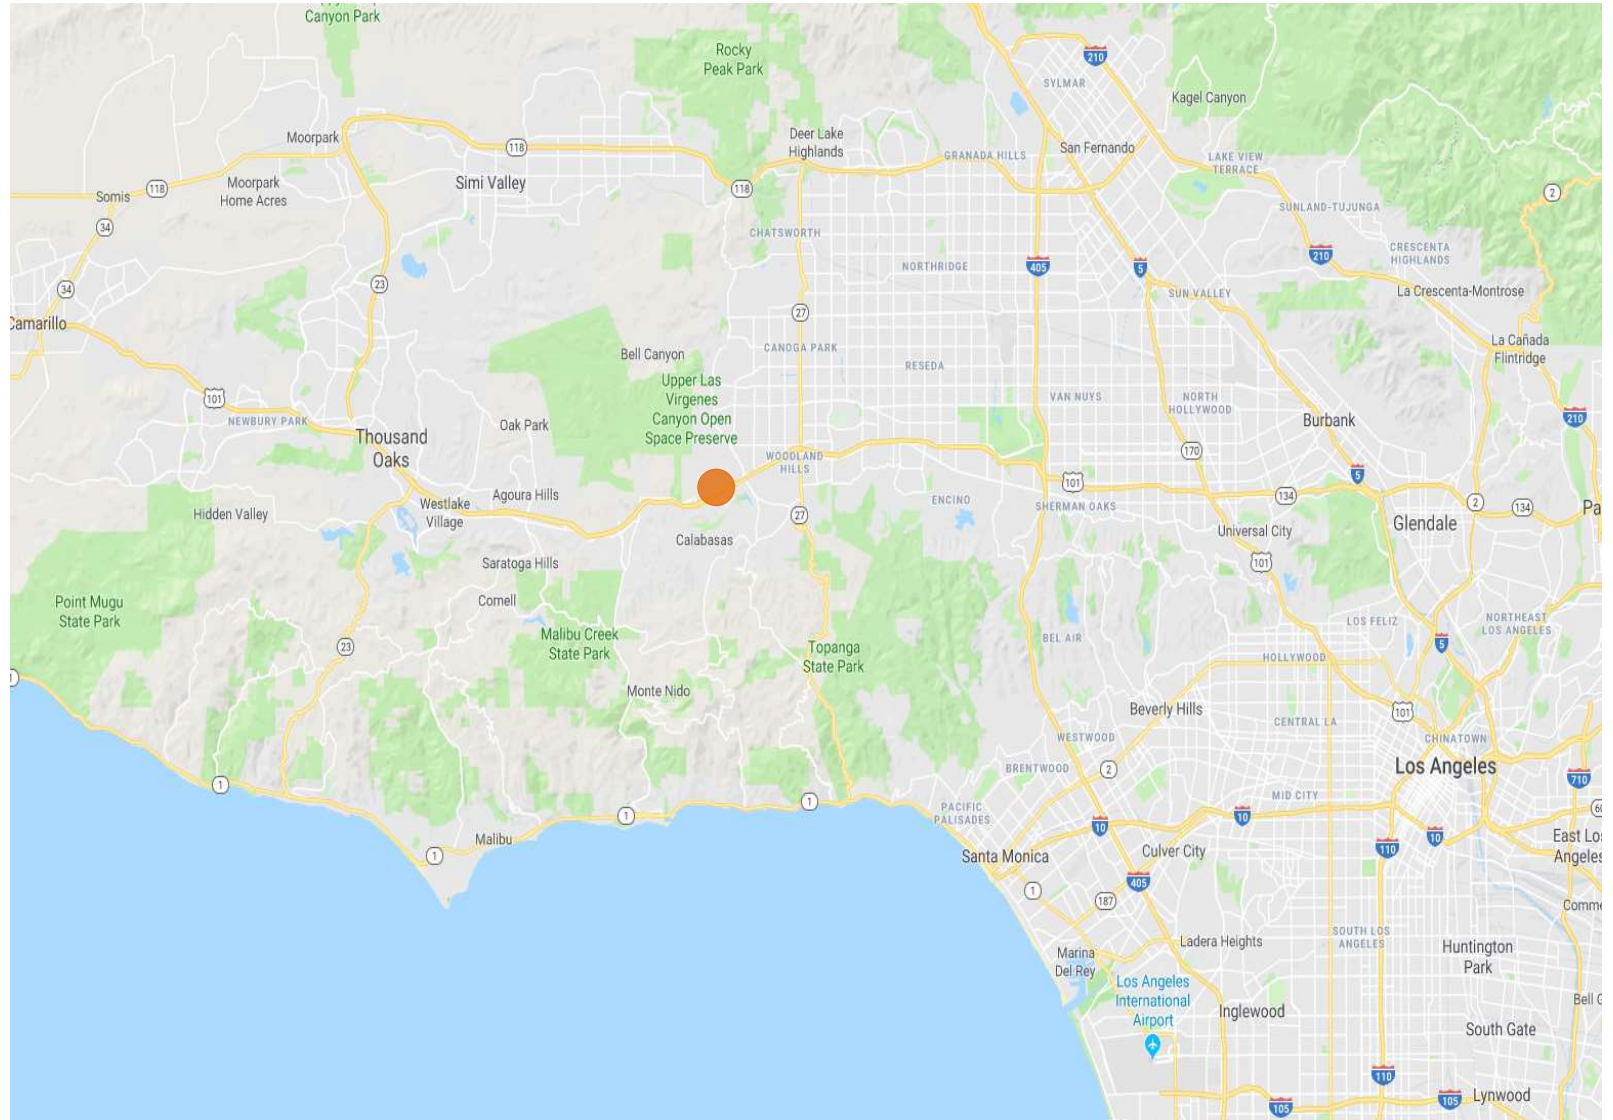 Canyon Park
Rocky
Peak Park
210
SYLMAR
Kagel Canyon
Moorpark
118
Deer Lake
Highlands
GRANADA HILLS
San Fernando
LAKE VIEW
TERRACE
Somis
118
Moorpark
Home Acres
Simi Valley
118
2
SUNLAND-TUJUNGA
34
CHATSWORTH
CRESCENTA
HIGHLANDS
34
23
NORTHRIDGE
405
5
210
SUN VALLEY
La Crescenta-Montrose
Camarillo
27
CANOGA PARK
Bell Canyon
RESEDA
La Cañada
Flintridge
Upper Las
Virgenes
Canyon Open
Space Preserve
101
NEWBURY PARK
VAN NUYS
NORTH
HOLLYWOOD
Burbank
210
Thousand
Oaks
Oak Park
WOODLAND
HILLS
170
5
101
134
2
134
Agoura Hills
Westlake
Village
Hidden Valley
27
ENCINO
SHERMAN OAKS
Universal City
Glendale
Pa
Calabasas
Saratoga Hills
101
Cornell
Point Mugu
State Park
Malibu Creek
State Park
Topanga
State Park
BEL AIR
LOS FELIZ
NORTHEAST
LOS ANGELES
23
5
HOLLYWOOD
Monte Nido
Beverly Hills
101
CENTRAL LA
CHINATOWN
WESTWOOD
BRENTWOOD
2
Los Angeles
710
1
1
1
PACIFIC
PALISADES
MID CITY
10
10
60
Malibu
1
Santa Monica
Culver City
110
10
East Los
Angeles
405
1
187
Comme
Marina
Del Rey
Ladera Heights
SOUTH LOS
ANGELES
Huntington
Park
Los Angeles
International
Airport
Inglewood
Bell G
South Gate
110
105
105
Lynwood